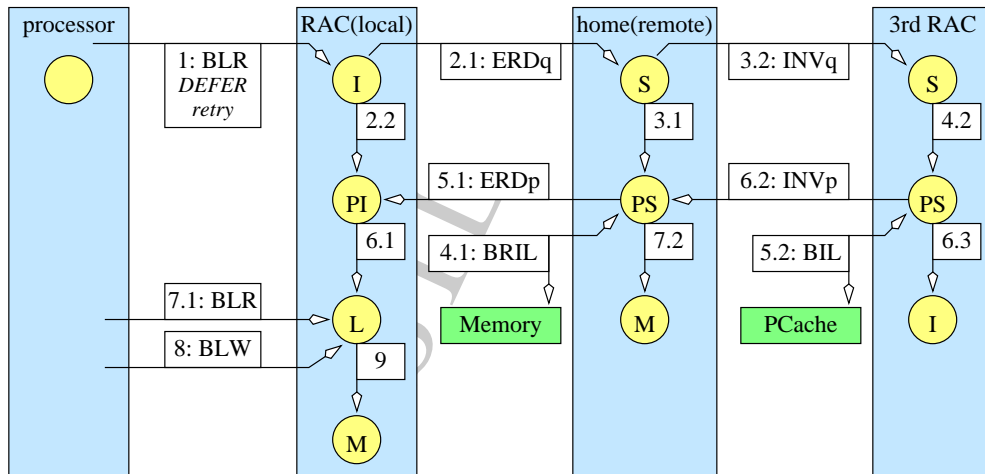 processor
RAC(local)
home(remote)
3rd RAC
1: BLR
DEFER
retry
2.1: ERDq
3.2: INVq
I
S
S
2.2
3.1
4.2
5.1: ERDp
6.2: INVp
PI
PS
PS
6.1
4.1: BRIL
7.2
5.2: BIL
6.3
7.1: BLR
L
Memory
M
PCache
I
8: BLW
9
M